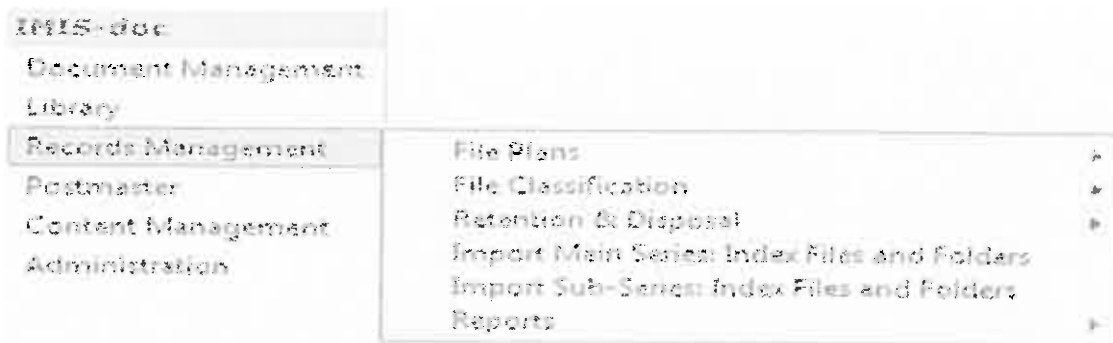 IMIS-doc
Document Management
Library
Records Management
Postmaster
Content Management
Administration
File Plans
File Classification
Retention & Disposal
Import Main Series: Index Files and Folders
Import Sub-Series: Index Files and Folders
Reports